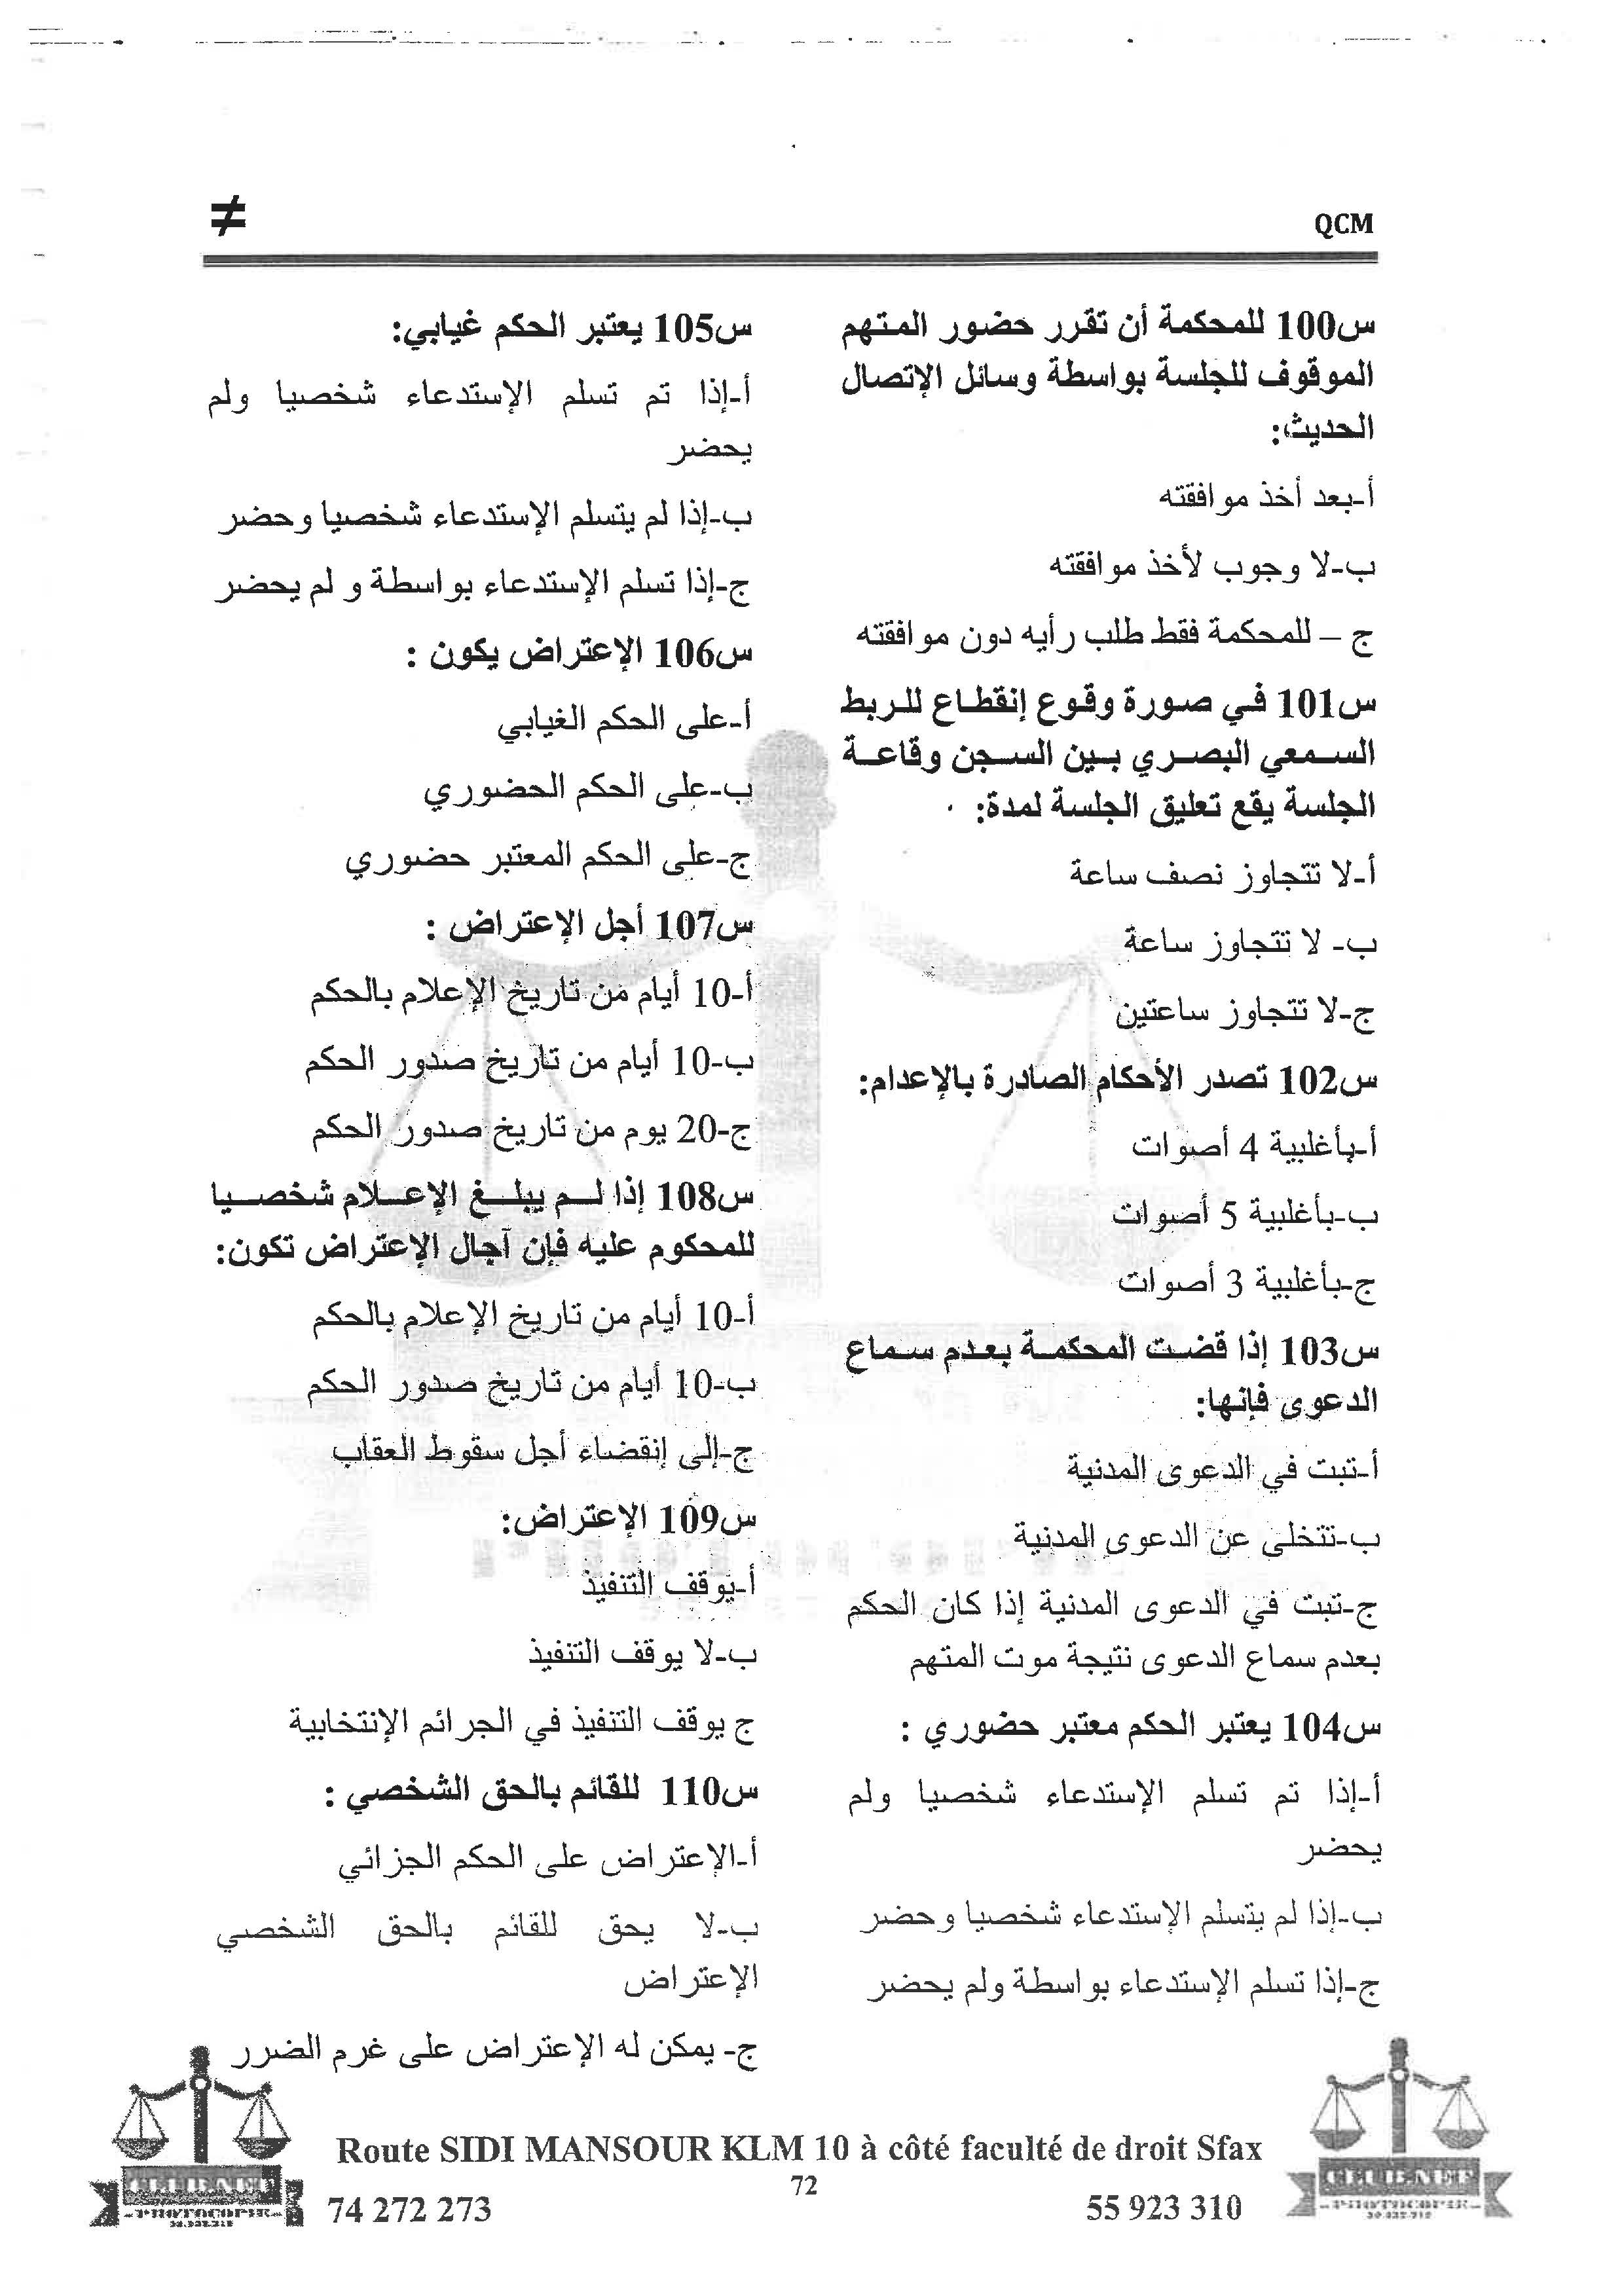 ≠
QCM
س100 للمحكمة أن تقرر حضور المتهم
الموقوف للجلسة بواسطة وسائل الإتصال
الحديث:
أ-بعد أخذ موافقته
ب-لا وجوب لأخذ موافقته
ج – للمحكمة فقط طلب رأيه دون موافقته
س101 في صورة وقوع إنقطاع للربط
السمعي البصري بين السجن وقاعة
الجلسة يقع تعليق الجلسة لمدة:
أ-لا تتجاوز نصف ساعة
ب- لا تتجاوز ساعة
ج-لا تتجاوز ساعتين
س102 تصدر الأحكام الصادرة بالإعدام:
أ-بأغلبية 4 أصوات
ب-بأغلبية 5 أصوات
ج-بأغلبية 3 أصوات
س103 إذا قضت المحكمة بعدم سماع
الدعوى فإنها:
أ-تبت في الدعوى المدنية
ب-تتخلى عن الدعوى المدنية
ج-تبت في الدعوى المدنية إذا كان الحكم
بعدم سماع الدعوى نتيجة موت المتهم
س104 يعتبر الحكم معتبر حضوري :
أ-إذا تم تسلم الإستدعاء شخصيا ولم
يحضر
ب-إذا لم يتسلم الإستدعاء شخصيا وحضر
ج-إذا تسلم الإستدعاء بواسطة ولم يحضر
س105 يعتبر الحكم غيابي:
أ-إذا تم تسلم الإستدعاء شخصيا ولم
يحضر
ب-إذا لم يتسلم الإستدعاء شخصيا وحضر
ج-إذا تسلم الإستدعاء بواسطة و لم يحضر
س106 الإعتراض يكون :
أ-على الحكم الغيابي
ب-على الحكم الحضوري
ج-على الحكم المعتبر حضوري
س107 أجل الإعتراض :
أ-10 أيام من تاريخ الإعلام بالحكم
ب-10 أيام من تاريخ صدور الحكم
ج-20 يوم من تاريخ صدور الحكم
س108 إذا لم يبلغ الإعلام شخصيا
للمحكوم عليه فإن آجال الإعتراض تكون:
أ-10 أيام من تاريخ الإعلام بالحكم
ب-10 أيام من تاريخ صدور الحكم
ج-إلى إنقضاء أجل سقوط العقاب
س109 الإعتراض:
أ-يوقف التنفيذ
ب-لا يوقف التنفيذ
ج يوقف التنفيذ في الجرائم الإنتخابية
س110 للقائم بالحق الشخصي :
أ-الإعتراض على الحكم الجزائي
ب-لا يحق للقائم بالحق الشخصي
الإعتراض
ج- يمكن له الإعتراض على غرم الضرر
Route SIDI MANSOUR KLM 10 à côté faculté de droit Sfax
72
74 272 273
55 923 310
CLUB.NET
PHOTOCOPIE
CLUB.NET
PHOTOCOPIE